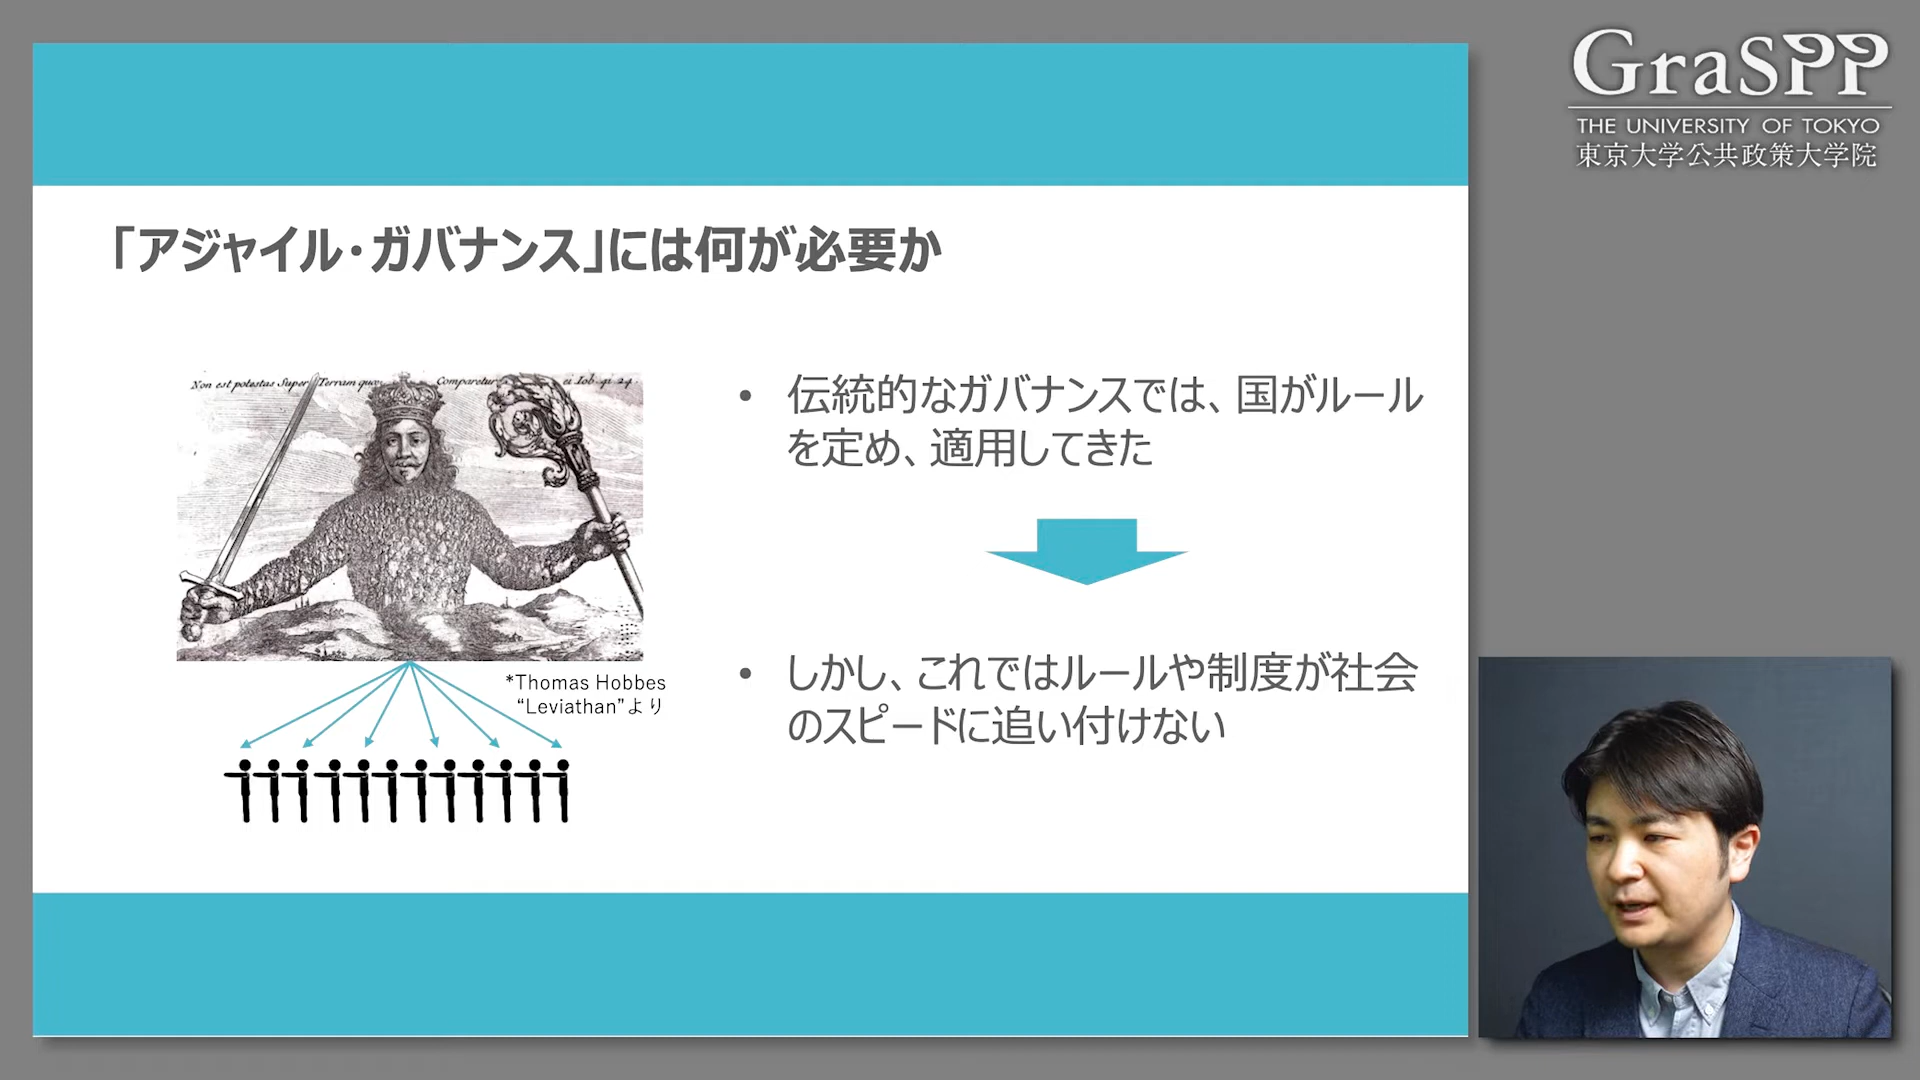 GraSPP
THE UNIVERSITY OF TOKYO
東京大学公共政策大学院
「アジャイル・ガバナンス」には何が必要か
Non est potestas Super Terram quae Comparetur ei Iob. 41 24
• 伝統的なガバナンスでは、国がルール
を定め、適用してきた
• しかし、これではルールや制度が社会
のスピードに追い付けない
*Thomas Hobbes
“Leviathan”より